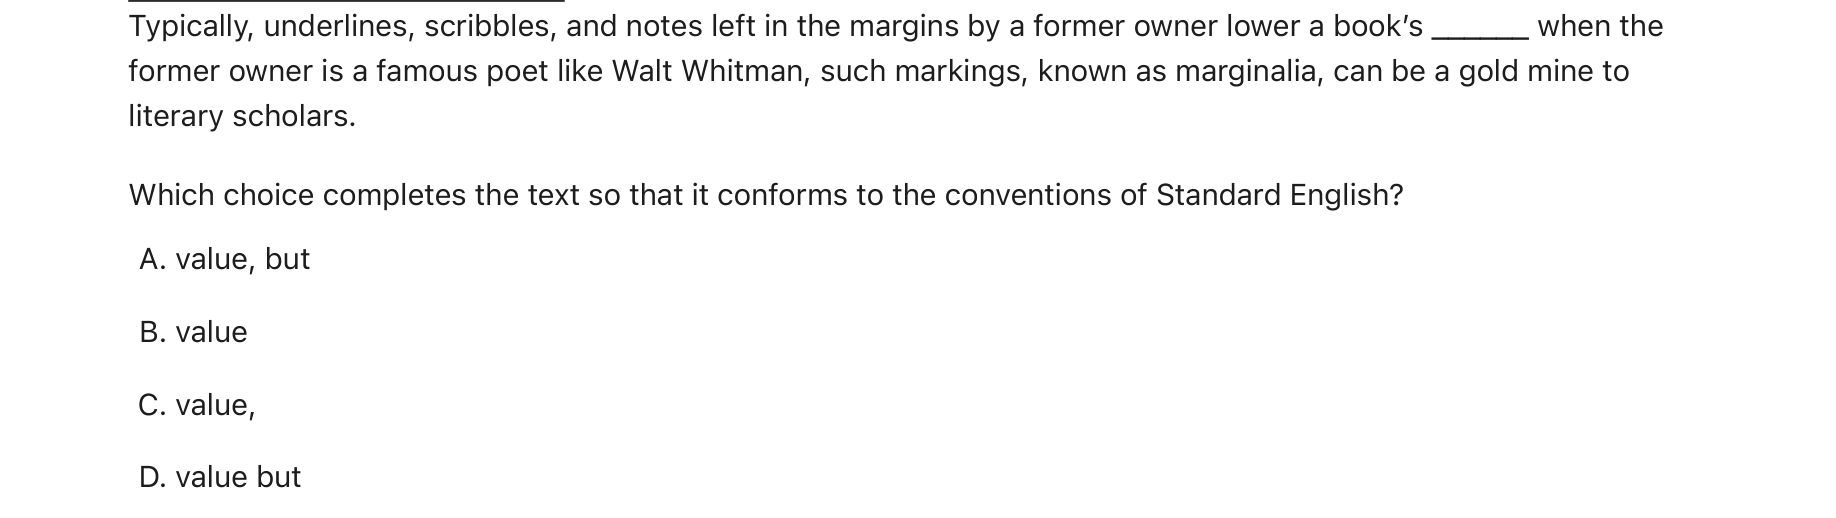 Typically, underlines, scribbles, and notes left in the margins by a former owner lower a book’s ______ when the
former owner is a famous poet like Walt Whitman, such markings, known as marginalia, can be a gold mine to
literary scholars.
Which choice completes the text so that it conforms to the conventions of Standard English?
A. value, but
B. value
C. value,
D. value but